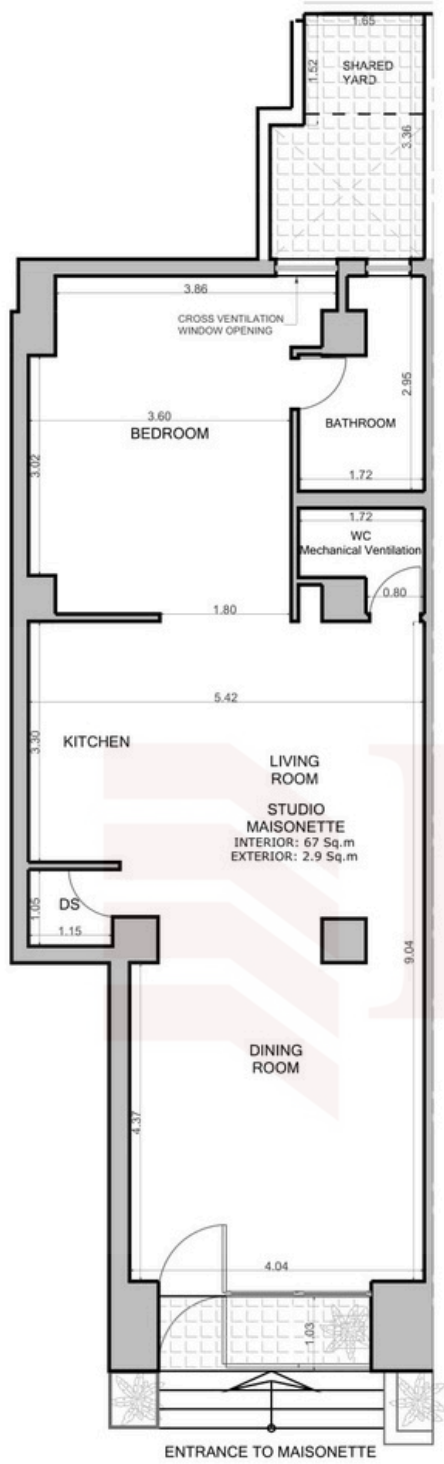 1.65
1.52
SHARED
YARD
3.36
3.86
CROSS VENTILATION
WINDOW OPENING
2.95
3.60
BEDROOM
BATHROOM
3.02
1.72
1.72
WC
Mechanical Ventilation
0.80
1.80
5.42
3.30
KITCHEN
LIVING
ROOM
STUDIO
MAISONETTE
INTERIOR: 67 Sq.m
EXTERIOR: 2.9 Sq.m
1.05
DS
1.15
9.04
DINING
ROOM
4.37
4.04
1.03
ENTRANCE TO MAISONETTE